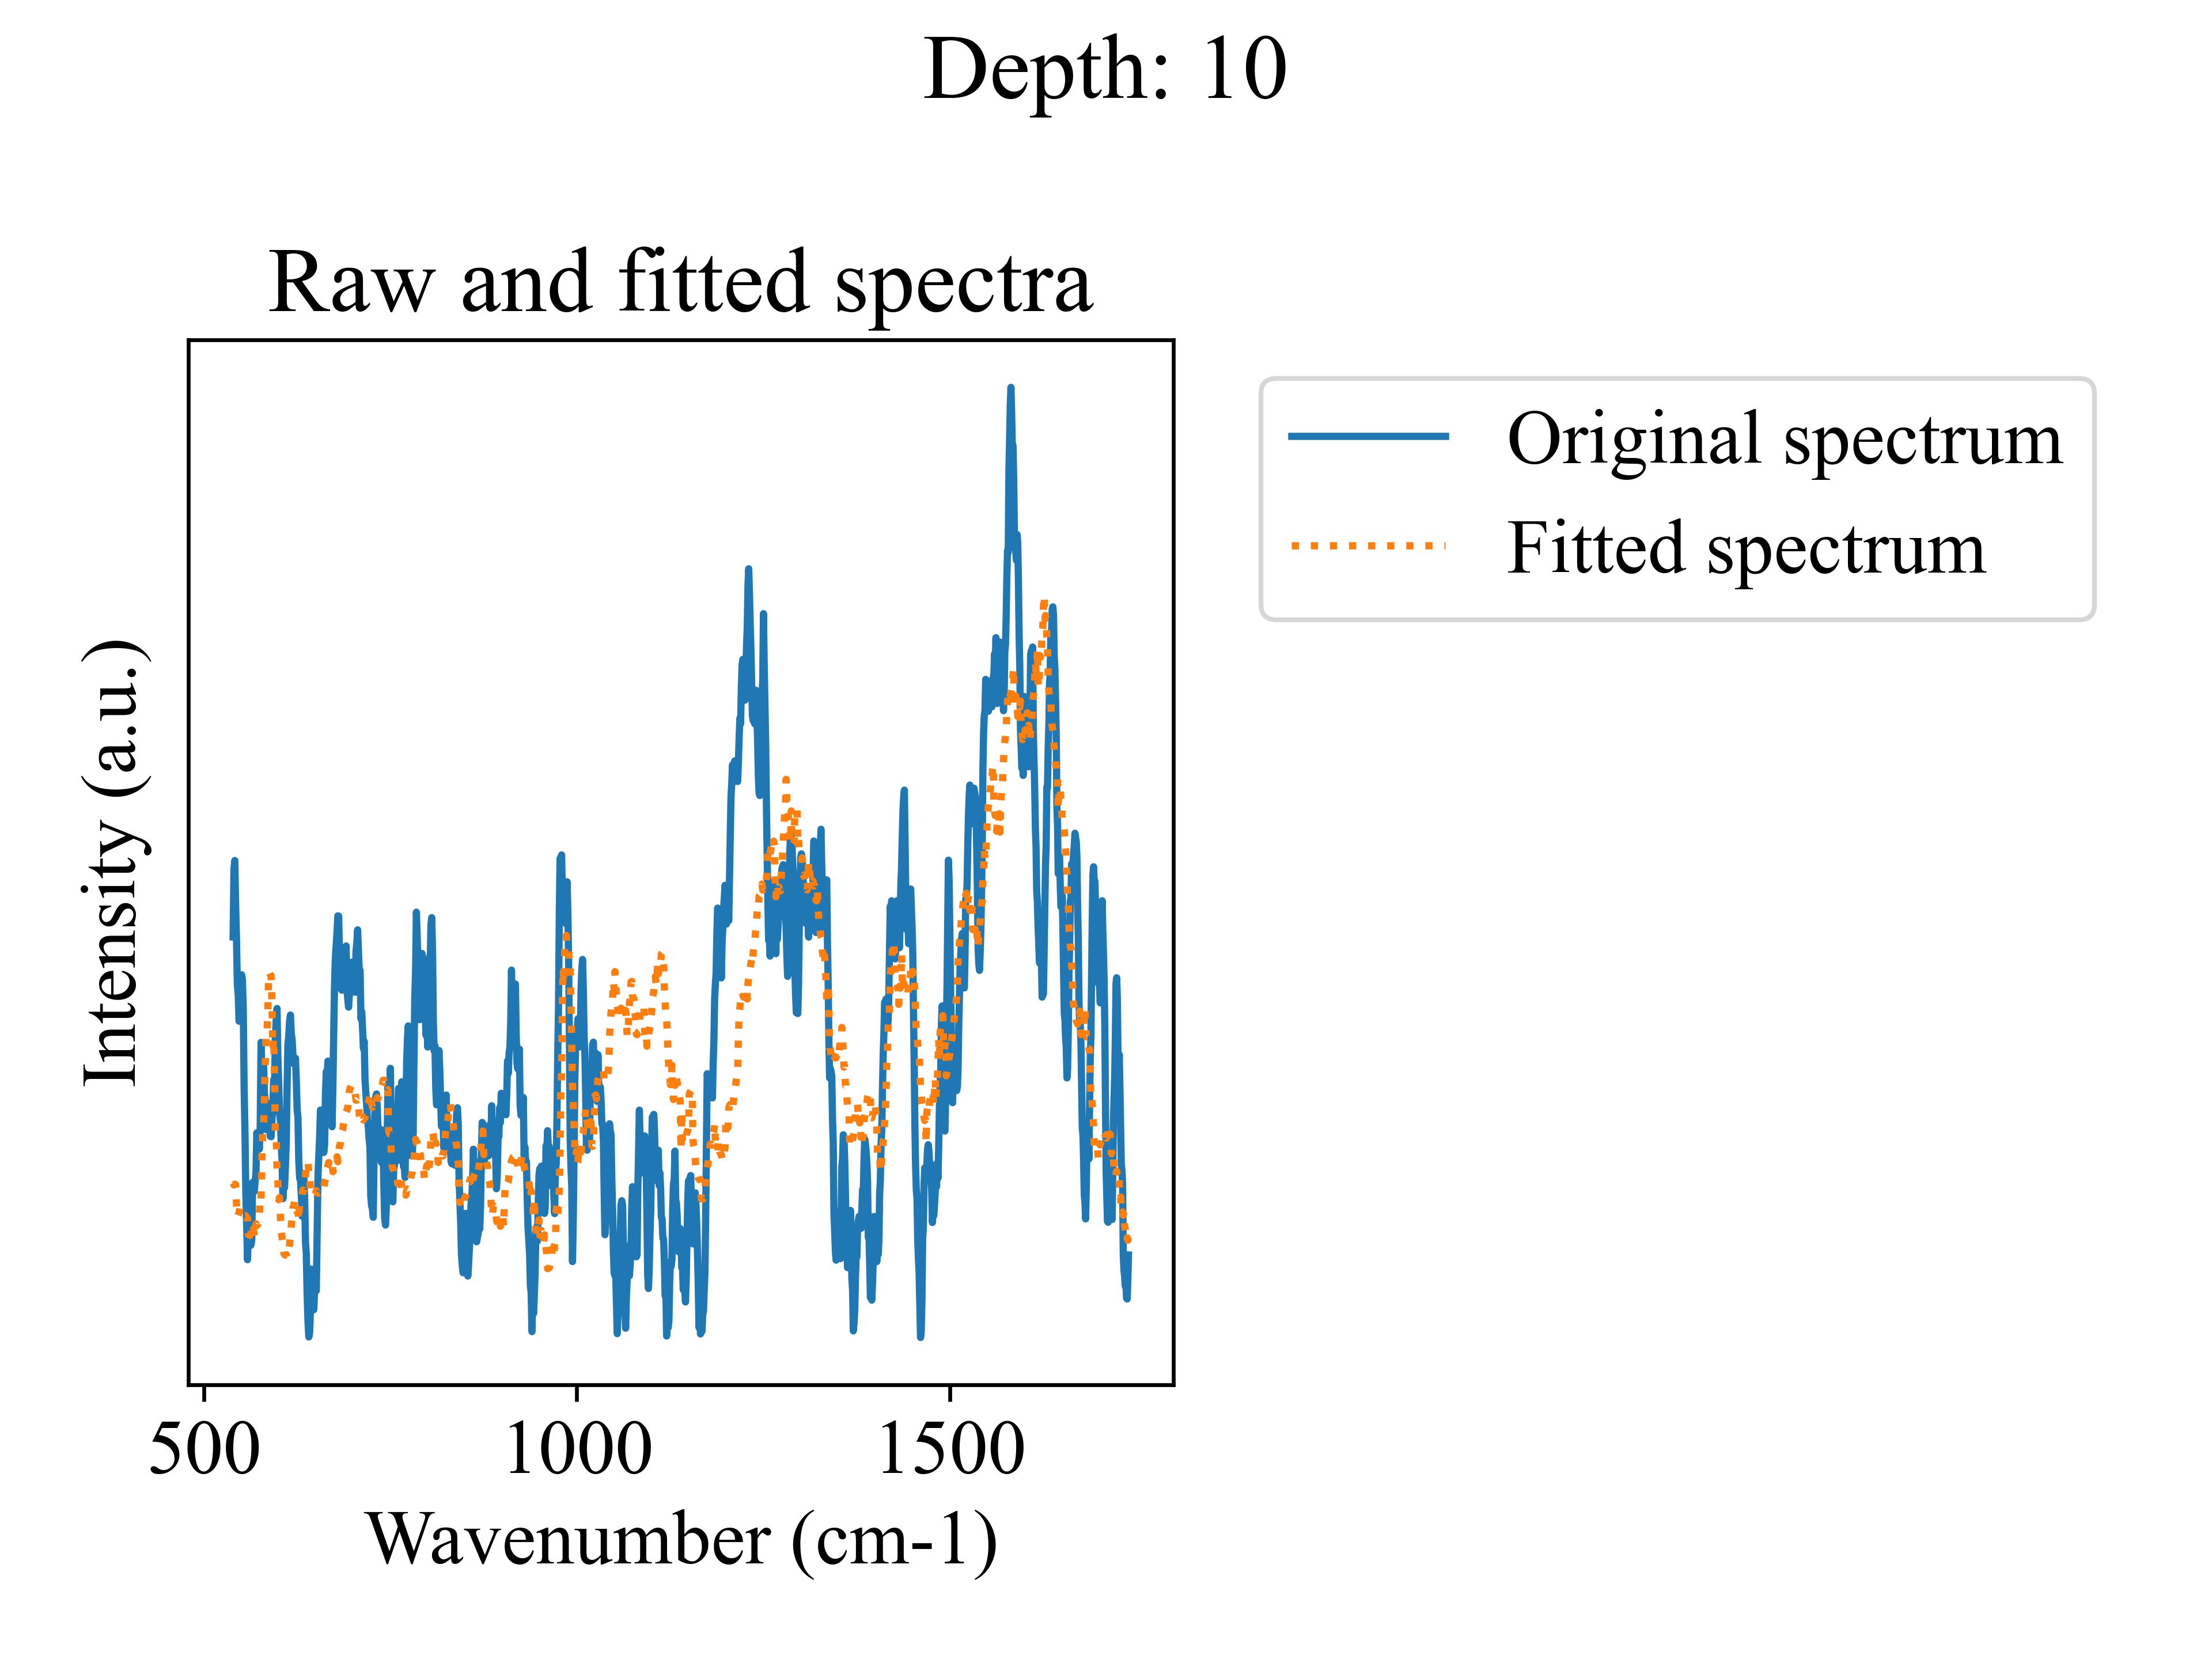 Depth: 10
Raw and fitted spectra
Original spectrum
Fitted spectrum
Intensity (a.u.)
500 1000 1500
Wavenumber (cm-1)